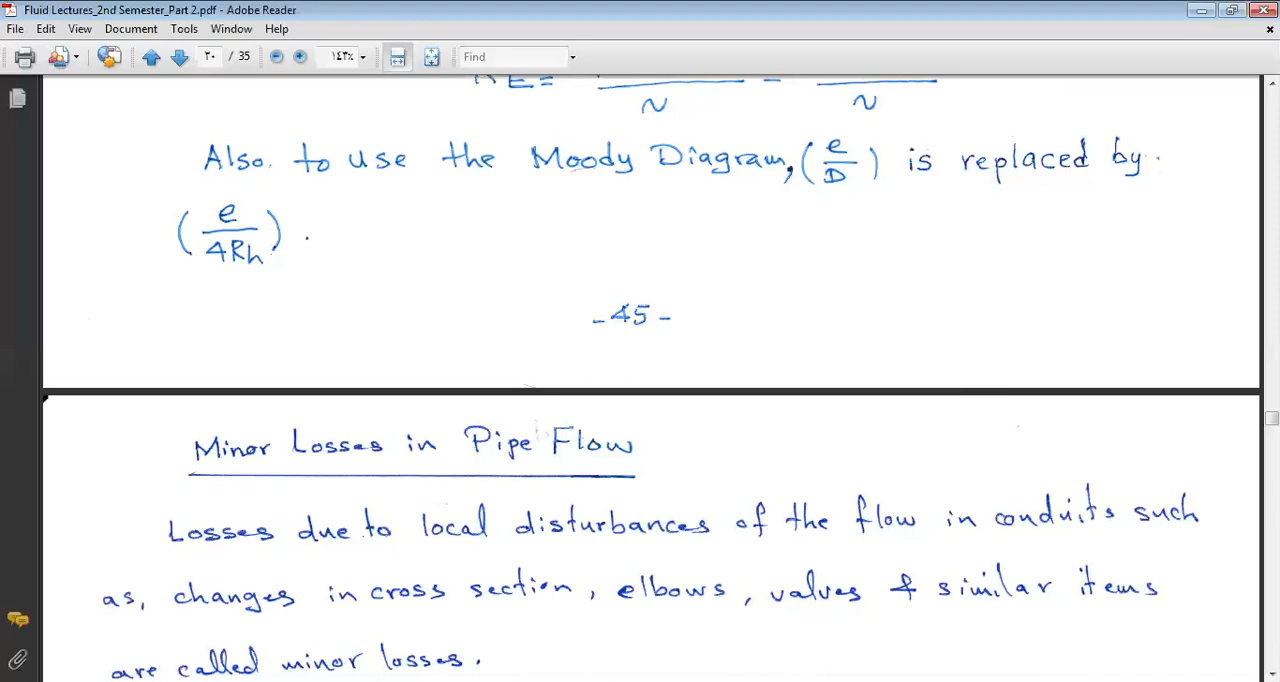 Fluid Lectures_2nd Semester_Part 2.pdf - Adobe Reader
File Edit View Document Tools Window Help
٢٠ / 35 ١٤٣% Find
Also. to use the Moody Diagram, (e/D) is replaced by
(e/4Rh).
-45-
Minor Losses in Pipe Flow
Losses due to local disturbances of the flow in conduits such
as, changes in cross section, elbows, valves & similar items
are called minor losses.